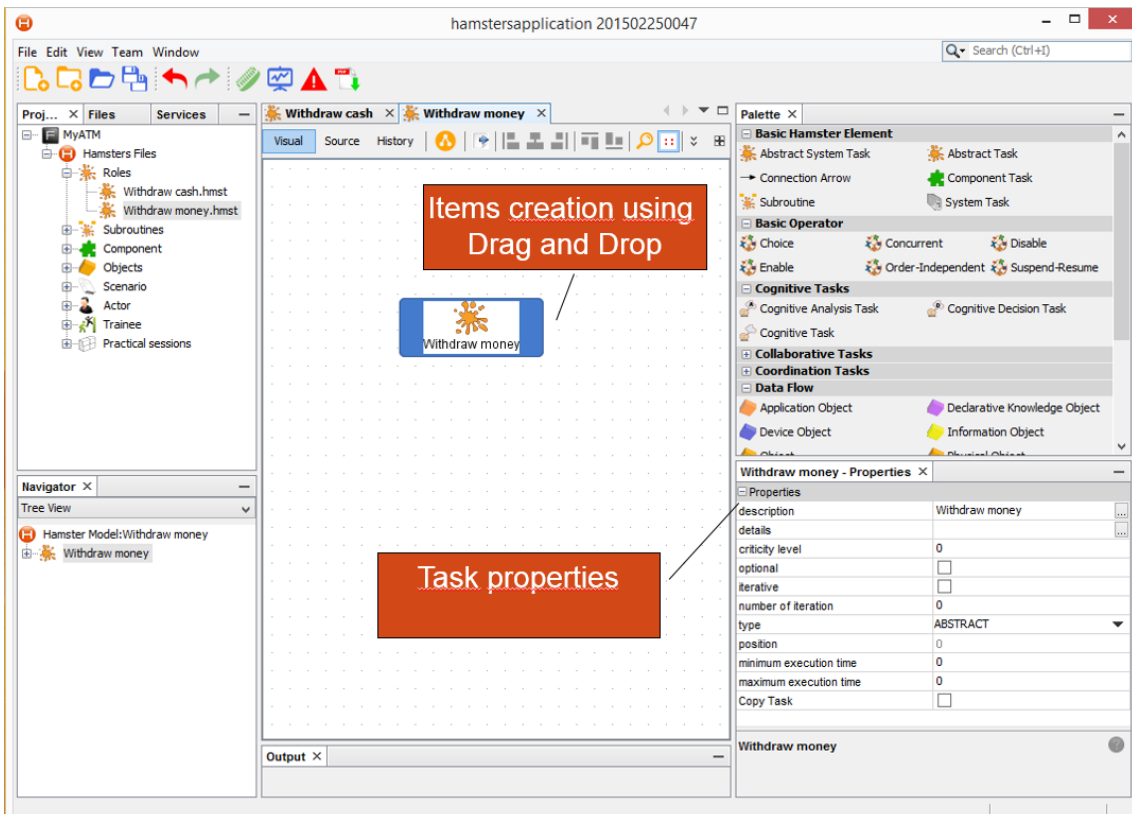 hamstersapplication 201502250047
File Edit View Team Window
Search (Ctrl+I)
Proj... Files Services
MyATM
Hamsters Files
Roles
Withdraw cash.hmst
Withdraw money.hmst
Subroutines
Component
Objects
Scenario
Actor
Trainee
Practical sessions
Navigator
Tree View
Hamster Model:Withdraw money
Withdraw money
Withdraw cash Withdraw money
Visual Source History
Items creation using
Drag and Drop
Withdraw money
Task properties
Output
Palette
Basic Hamster Element
Abstract System Task Abstract Task
Connection Arrow Component Task
Subroutine System Task
Basic Operator
Choice Concurrent Disable
Enable Order-Independent Suspend-Resume
Cognitive Tasks
Cognitive Analysis Task Cognitive Decision Task
Cognitive Task
Collaborative Tasks
Coordination Tasks
Data Flow
Application Object Declarative Knowledge Object
Device Object Information Object
Object Physical Object
Withdraw money - Properties
Properties
description Withdraw money ...
details ...
criticity level 0
optional
iterative
number of iteration 0
type ABSTRACT
position 0
minimum execution time 0
maximum execution time 0
Copy Task
Withdraw money